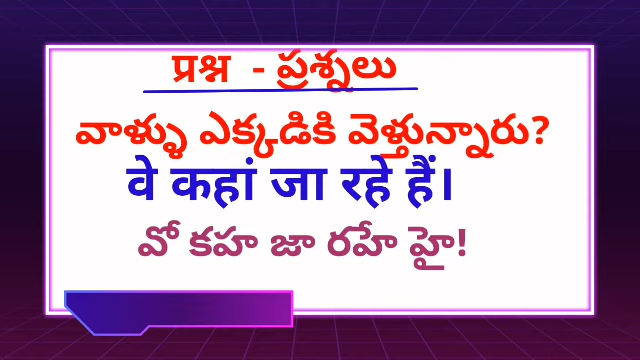 प्रश्न - ప్రశ్నలు
వాళ్ళు ఎక్కడికి వెళ్తున్నారు?
वे कहां जा रहे हैं।
వో కహ జా రహే హై!